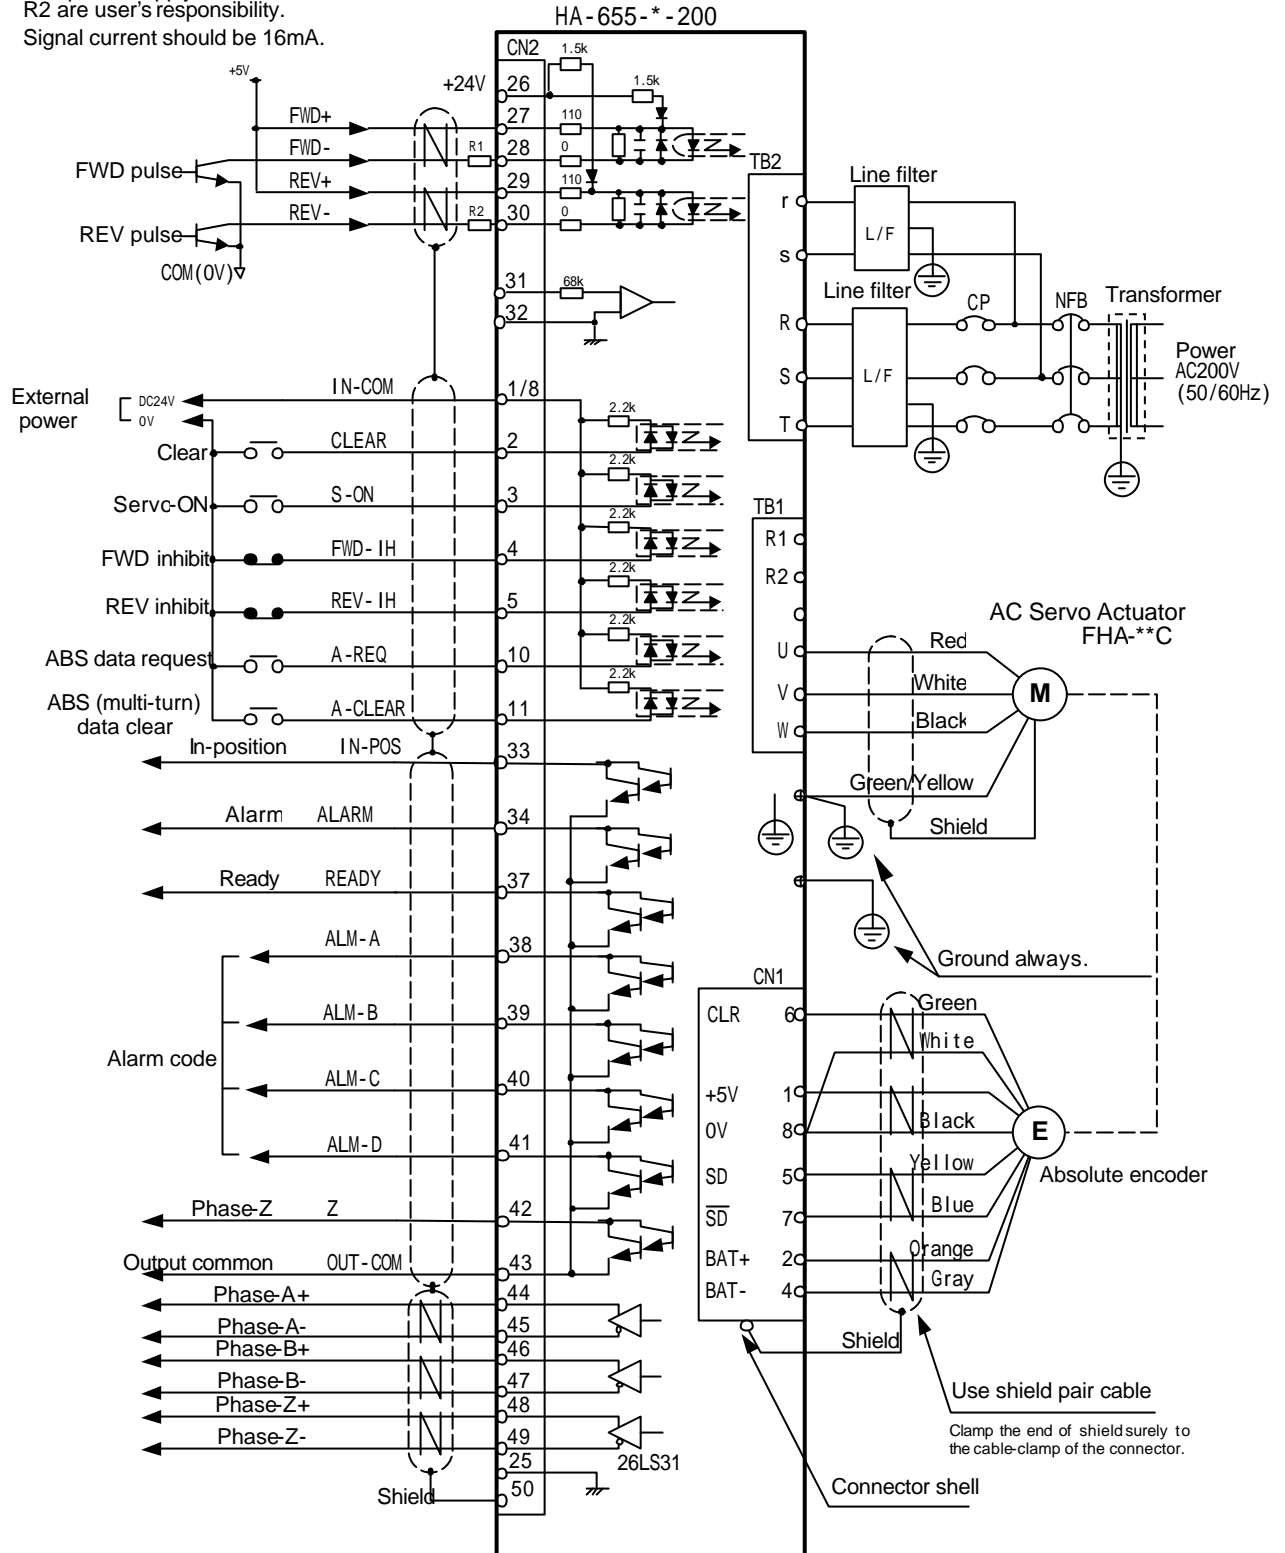 R2 are user's responsibility.
Signal current should be 16mA.
HA-655-*-200
CN2
1.5k
+5V
+24V
26
1.5k
FWD+
27
110
FWD-
R1
28
0
FWD pulse
REV+
29
110
REV-
R2
30
0
REV pulse
COM(0V)
31
68k
32
TB2
r
s
R
S
T
Line filter
L/F
Line filter
L/F
CP
NFB
Transformer
Power
AC200V
(50/60Hz)
External
power
DC24V
0V
IN-COM
1/8
2.2k
Clear
CLEAR
2
2.2k
Servo-ON
S-ON
3
2.2k
FWD inhibit
FWD-IH
4
2.2k
REV inhibit
REV-IH
5
2.2k
ABS data request
A-REQ
10
2.2k
ABS (multi-turn)
data clear
A-CLEAR
11
In-position
IN-POS
33
Alarm
ALARM
34
Ready
READY
37
ALM-A
38
ALM-B
39
Alarm code
ALM-C
40
ALM-D
41
Phase-Z
Z
42
Output common
OUT-COM
43
Phase-A+
44
Phase-A-
45
Phase-B+
46
Phase-B-
47
Phase-Z+
48
Phase-Z-
49
26LS31
25
Shield
50
TB1
R1
R2
U
V
W
AC Servo Actuator
FHA-**C
Red
White
Black
M
Green/Yellow
Shield
Ground always.
CN1
CLR
6
Green
White
+5V
1
0V
8
Black
E
Absolute encoder
SD
5
Yellow
SD
7
Blue
BAT+
2
Orange
BAT-
4
Gray
Shield
Use shield pair cable
Clamp the end of shield surely to
the cable-clamp of the connector.
Connector shell